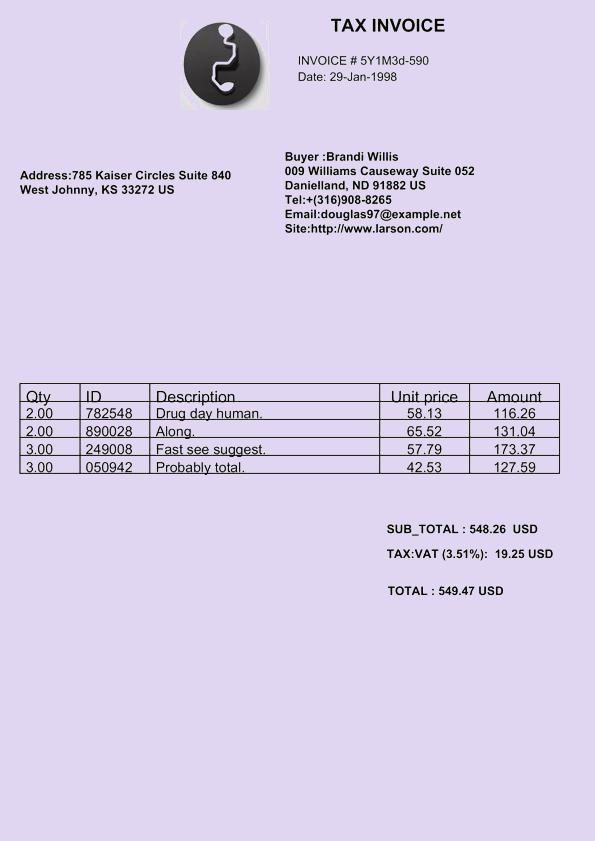 TAX INVOICE
INVOICE # 5Y1M3d-590
Date: 29-Jan-1998
Address:785 Kaiser Circles Suite 840
West Johnny, KS 33272 US
Buyer :Brandi Willis
009 Williams Causeway Suite 052
Danielland, ND 91882 US
Tel:+(316)908-8265
Email:douglas97@example.net
Site:http://www.larson.com/
Qty ID Description Unit price Amount
2.00 782548 Drug day human. 58.13 116.26
2.00 890028 Along. 65.52 131.04
3.00 249008 Fast see suggest. 57.79 173.37
3.00 050942 Probably total. 42.53 127.59
SUB_TOTAL : 548.26 USD
TAX:VAT (3.51%): 19.25 USD
TOTAL : 549.47 USD